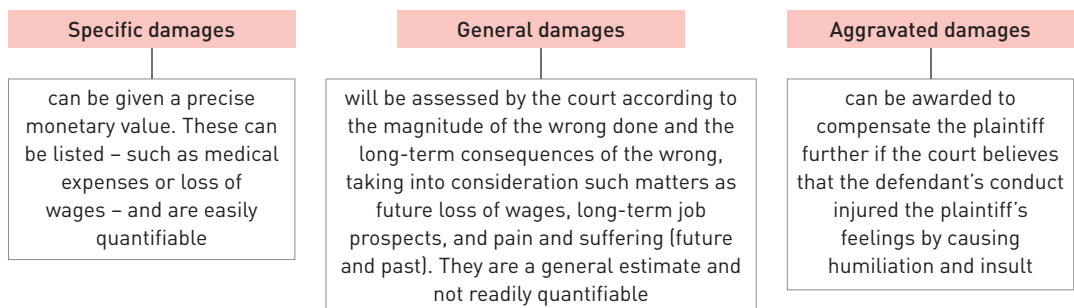 Specific damages
can be given a precise
monetary value. These can
be listed – such as medical
expenses or loss of
wages – and are easily
quantifiable
General damages
will be assessed by the court according to
the magnitude of the wrong done and the
long-term consequences of the wrong,
taking into consideration such matters as
future loss of wages, long-term job
prospects, and pain and suffering (future
and past). They are a general estimate and
not readily quantifiable
Aggravated damages
can be awarded to
compensate the plaintiff
further if the court believes
that the defendant’s conduct
injured the plaintiff’s
feelings by causing
humiliation and insult